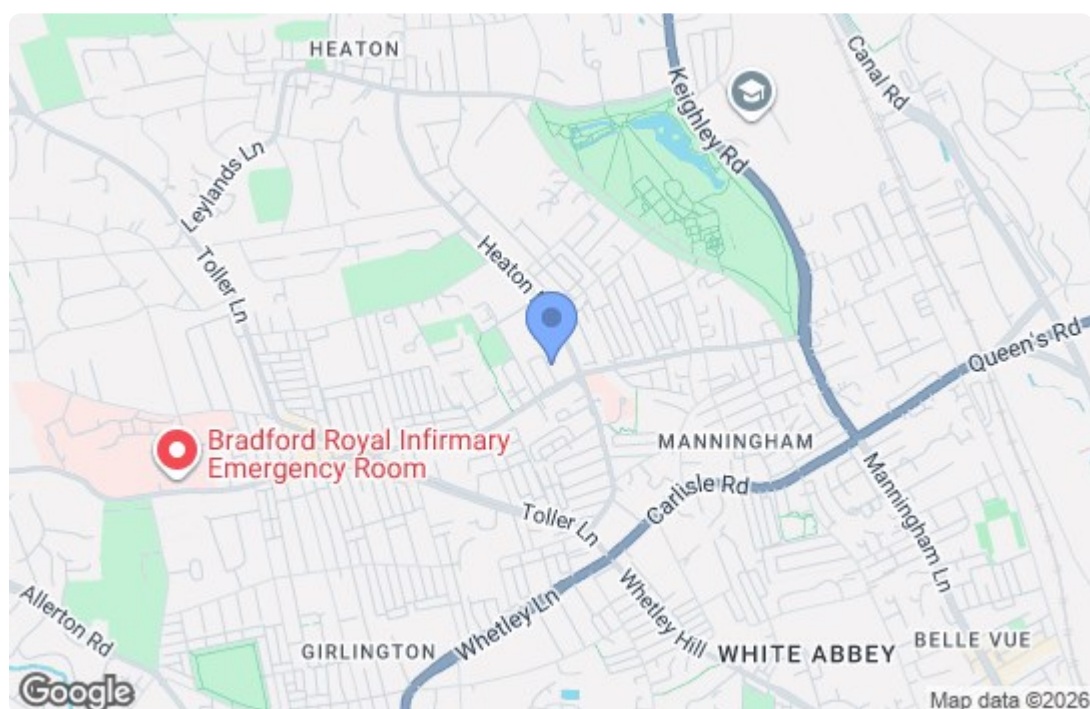 HEATON
Canal Rd
Keighley Rd
Leylands Ln
Heaton
Toller Ln
Queen's Rd
Bradford Royal Infirmary
Emergency Room
MANNINGHAM
Carlisle Rd
Toller Ln
Manningham Ln
Allerton Rd
Whetley Ln
Whetley Hill
GIRLINGTON
WHITE ABBEY
BELLE VUE
Google
Map data ©2026